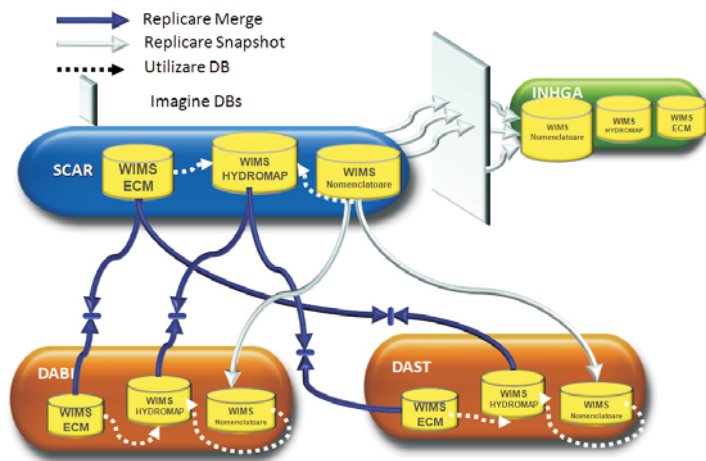 Replicare Merge
Replicare Snapshot
Utilizare DB
Imagine DBs
INHGA
WIMS
Nomenclatoare
WIMS
HYDROMAP
WIMS
ECM
SCAR
WIMS
ECM
WIMS
HYDROMAP
WIMS
Nomenclatoare
DABI
WIMS
ECM
WIMS
HYDROMAP
WIMS
Nomenclatoare
DAST
WIMS
ECM
WIMS
HYDROMAP
WIMS
Nomenclatoare